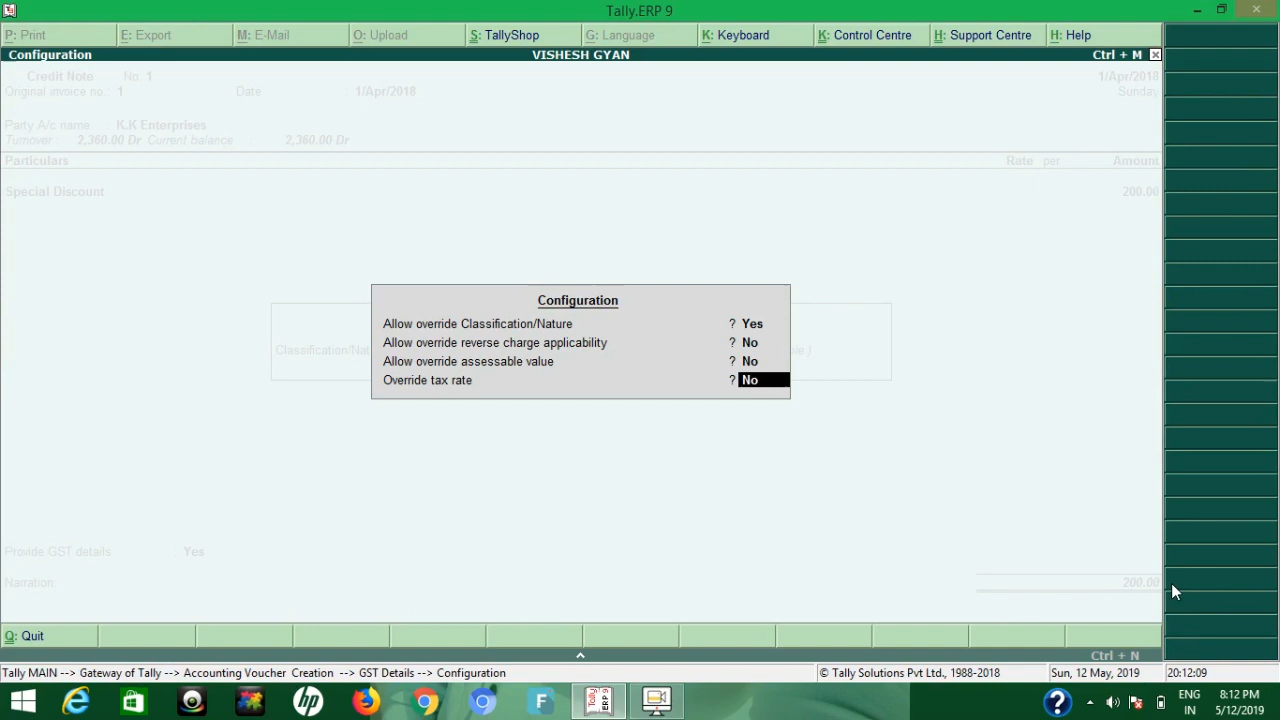 Tally.ERP 9
P: Print E: Export M: E-Mail O: Upload S: TallyShop G: Language K: Keyboard K: Control Centre H: Support Centre H: Help
Configuration VISHESH GYAN Ctrl + M
Credit Note No. 1 1/Apr/2018
Original invoice no.: 1 Date : 1/Apr/2018 Sunday
Party A/c name : K.K Enterprises
Turnover : 2,360.00 Dr Current balance : 2,360.00 Dr
Particulars Rate per Amount
Special Discount 200.00
Configuration
Allow override Classification/Nature ? Yes
Allow override reverse charge applicability ? No
Classification/Nat
Allow override assessable value ? No
Override tax rate ? No
Provide GST details : Yes
Narration: 200.00
Q: Quit
Ctrl + N
Tally MAIN --> Gateway of Tally --> Accounting Voucher Creation --> GST Details --> Configuration © Tally Solutions Pvt Ltd., 1988-2018 Sun, 12 May, 2019 20:12:09
hp F Tally ERP 9 ? ENG 8:12 PM
IN 5/12/2019